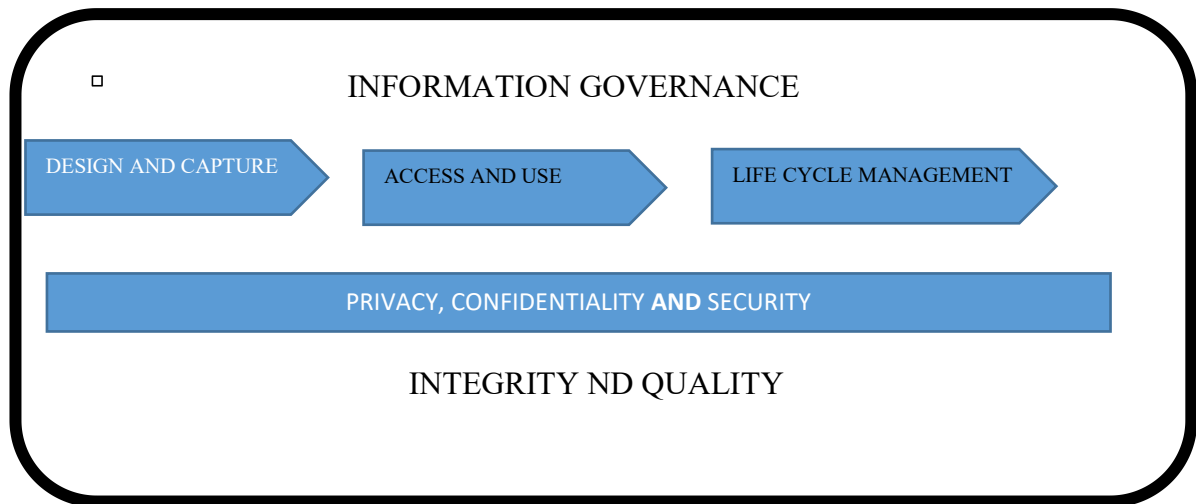 INFORMATION GOVERNANCE
DESIGN AND CAPTURE
ACCESS AND USE
LIFE CYCLE MANAGEMENT
PRIVACY, CONFIDENTIALITY AND SECURITY
INTEGRITY ND QUALITY